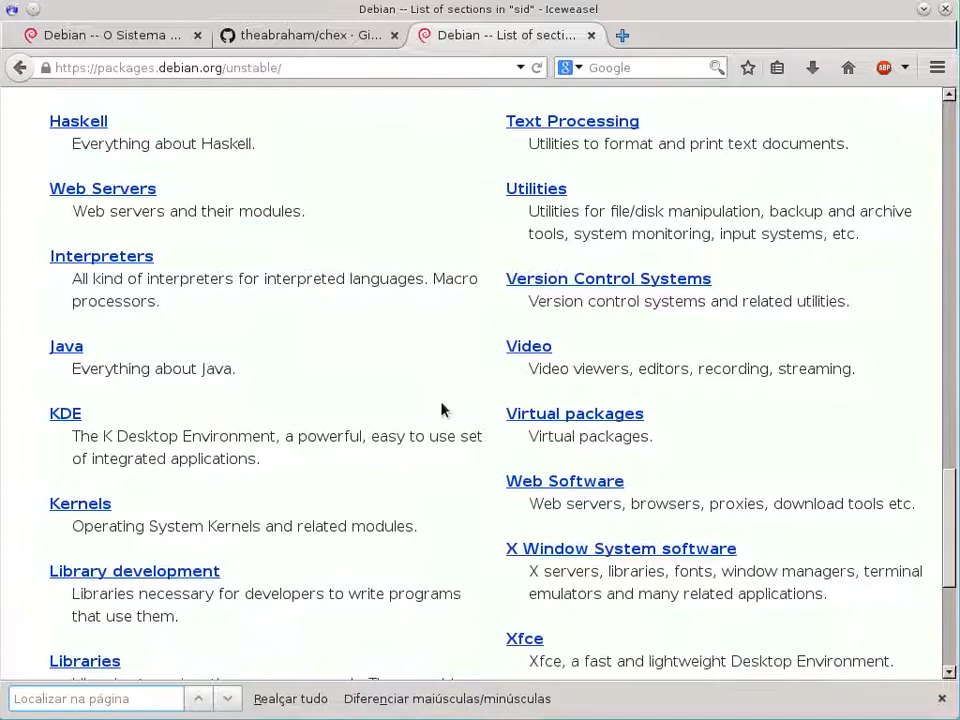 Debian -- List of sections in "sid" - Iceweasel
Debian -- O Sistema ...
theabraham/chex · Gi...
Debian -- List of secti...
https://packages.debian.org/unstable/
Google
ABP
Haskell
Everything about Haskell.
Web Servers
Web servers and their modules.
Interpreters
All kind of interpreters for interpreted languages. Macro
processors.
Java
Everything about Java.
KDE
The K Desktop Environment, a powerful, easy to use set
of integrated applications.
Kernels
Operating System Kernels and related modules.
Library development
Libraries necessary for developers to write programs
that use them.
Libraries
Text Processing
Utilities to format and print text documents.
Utilities
Utilities for file/disk manipulation, backup and archive
tools, system monitoring, input systems, etc.
Version Control Systems
Version control systems and related utilities.
Video
Video viewers, editors, recording, streaming.
Virtual packages
Virtual packages.
Web Software
Web servers, browsers, proxies, download tools etc.
X Window System software
X servers, libraries, fonts, window managers, terminal
emulators and many related applications.
Xfce
Xfce, a fast and lightweight Desktop Environment.
Localizar na página
Realçar tudo
Diferenciar maiúsculas/minúsculas